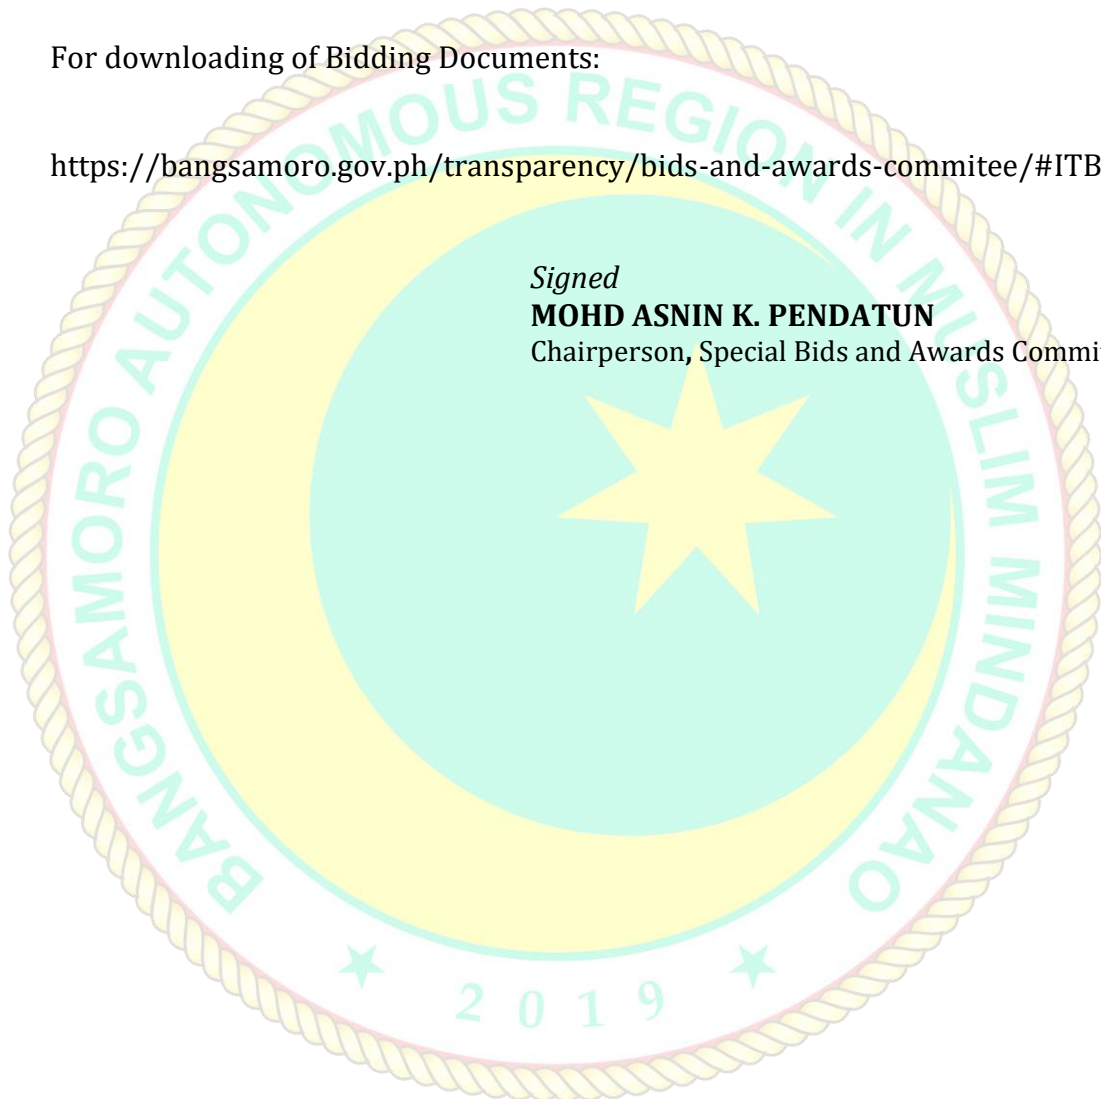 For downloading of Bidding Documents:
https://bangsamoro.gov.ph/transparency/bids-and-awards-commitee/#ITB
Signed
MOHD ASNIN K. PENDATUN
Chairperson, Special Bids and Awards
BANGSAMORO AUTONOMOUS REGION IN MUSLIM MINDANAO
2019